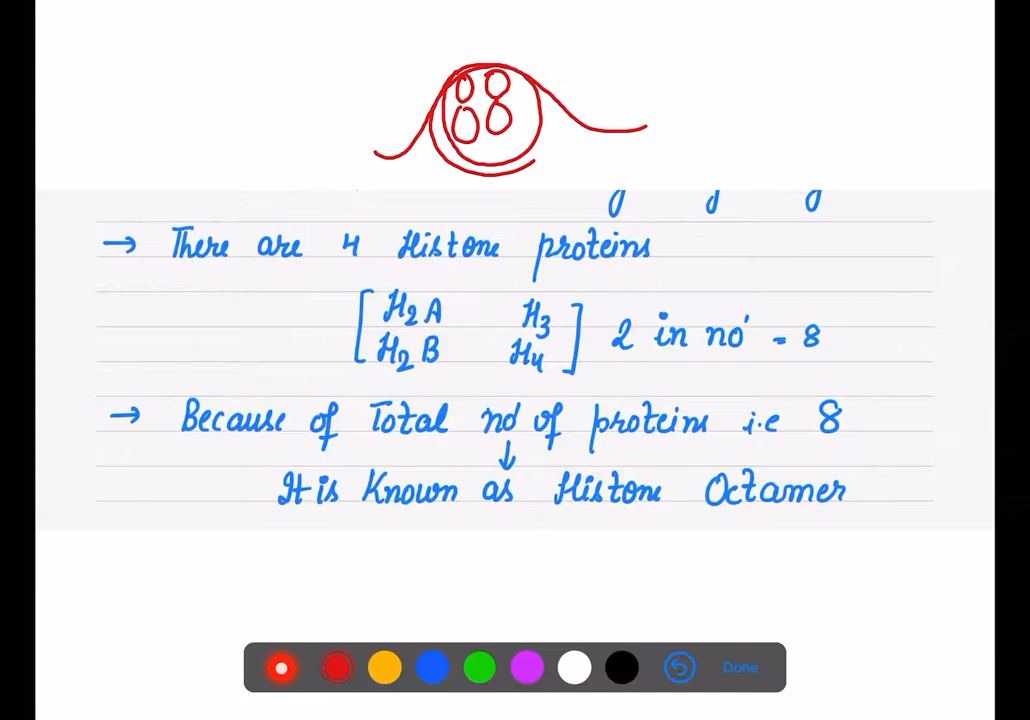 → There are 4 Histone proteins
[ H2A H3 ] 2 in no' = 8
H2B H4
→ Because of Total no of proteins i.e 8
↓
It is Known as Histone Octamer
Done